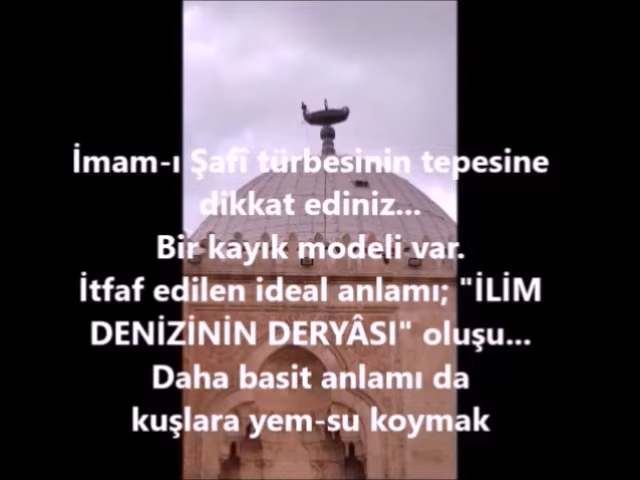 İmam-ı Şafî türbesinin tepesine
dikkat ediniz...
Bir kayık modeli var.
İtfaf edilen ideal anlamı; "İLİM
DENİZİNİN DERYÂSI" oluşu...
Daha basit anlamı da
kuşlara yem-su koymak